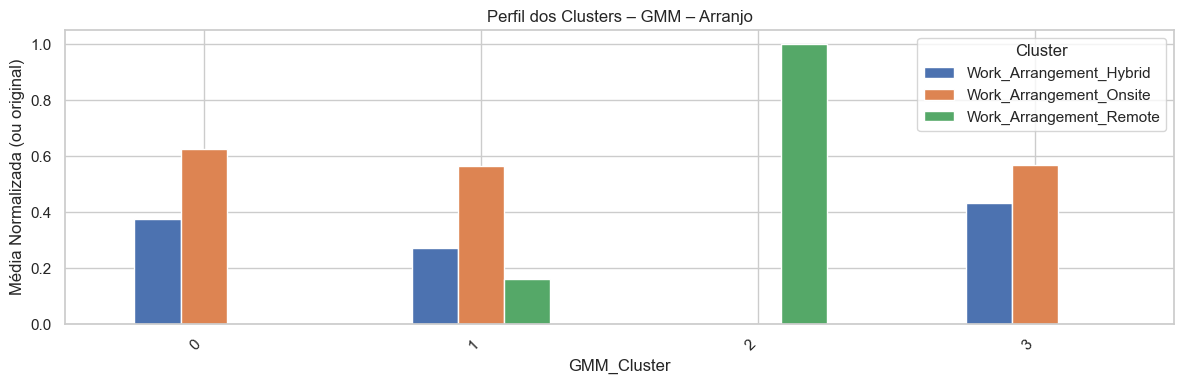 Perfil dos Clusters – GMM – Arranjo
Média Normalizada (ou original)
1.0
0.8
0.6
0.4
0.2
0.0
Cluster
Work_Arrangement_Hybrid
Work_Arrangement_Onsite
Work_Arrangement_Remote
0
1
2
3
GMM_Cluster